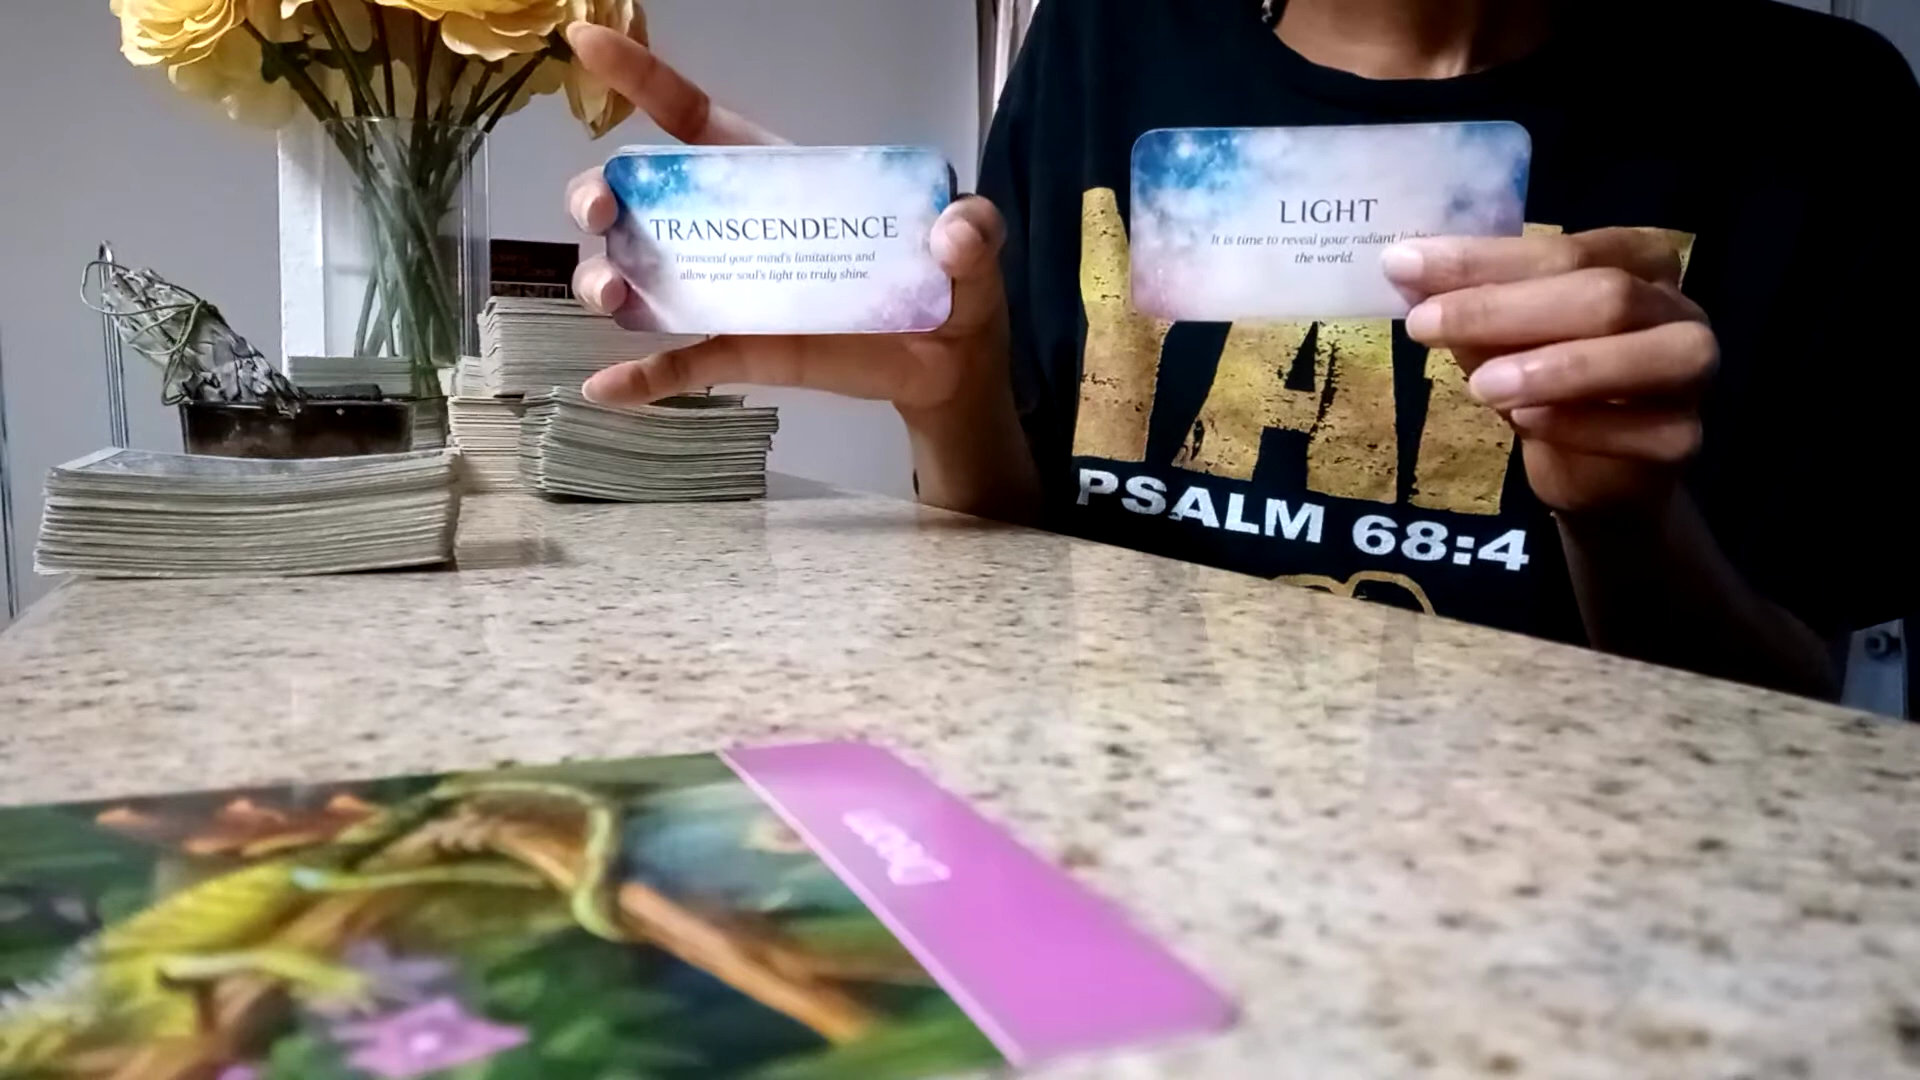 TRANSCENDENCE
Transcend your mind's limitations and
allow your soul's light to truly shine.
LIGHT
It is time to reveal your radiant light
the world.
PSALM 68:4